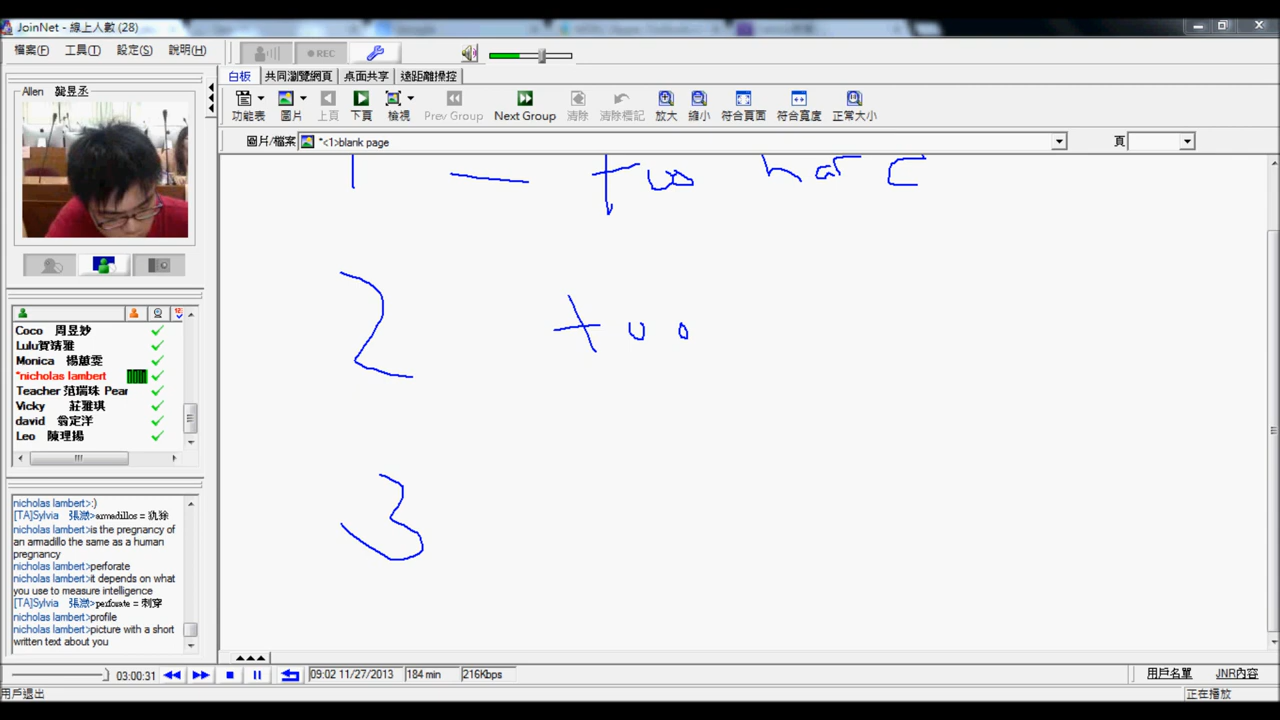 JoinNet - 線上人數 (28)
檔案(F) 工具(T) 設定(S) 說明(H)
REC
Allen 龔昱丞
白板 共同瀏覽網頁 桌面共享 遠距離操控
功能表 圖片 上頁 下頁 檢視 Prev Group Next Group 清除 清除標記 放大 縮小 符合頁面 符合寬度 正常大小
圖片/檔案 *<1>blank page 頁
1 — too hard
2 too
3
Coco 周昱妙
Lulu賀婧雅
Monica 楊蕙雯
*nicholas lambert
Teacher 范瑞珠 Pear
Vicky 莊雅琪
david 翁定洋
Leo 陳理揚
nicholas lambert>:)
[TA]Sylvia 張溦>armadillos = 犰狳
nicholas lambert>is the pregnancy of
an armadillo the same as a human
pregnancy
nicholas lambert>perforate
nicholas lambert>it depends on what
you use to measure intelligence
[TA]Sylvia 張溦>perforate = 刺穿
nicholas lambert>profile
nicholas lambert>picture with a short
written text about you
03:00:31 09:02 11/27/2013 184 min 216Kbps 用戶名單 JNR內容
用戶退出 正在播放